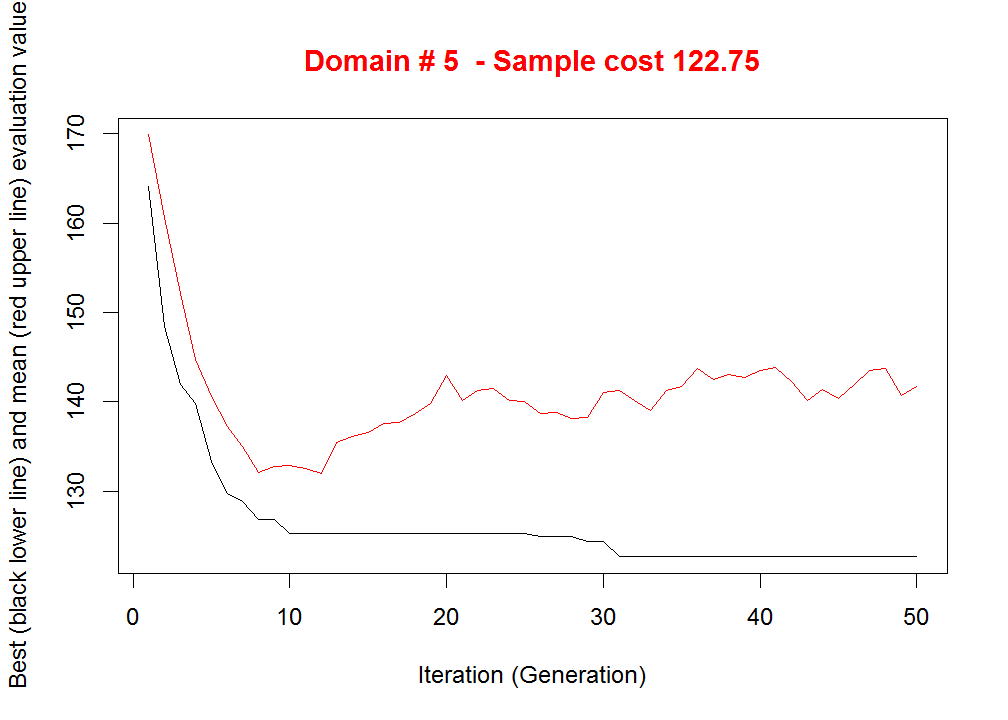 Domain # 5  - Sample cost 122.75
Best (black lower line) and mean (red upper line) evaluation value
170
160
150
140
130
0 10 20 30 40 50
Iteration (Generation)